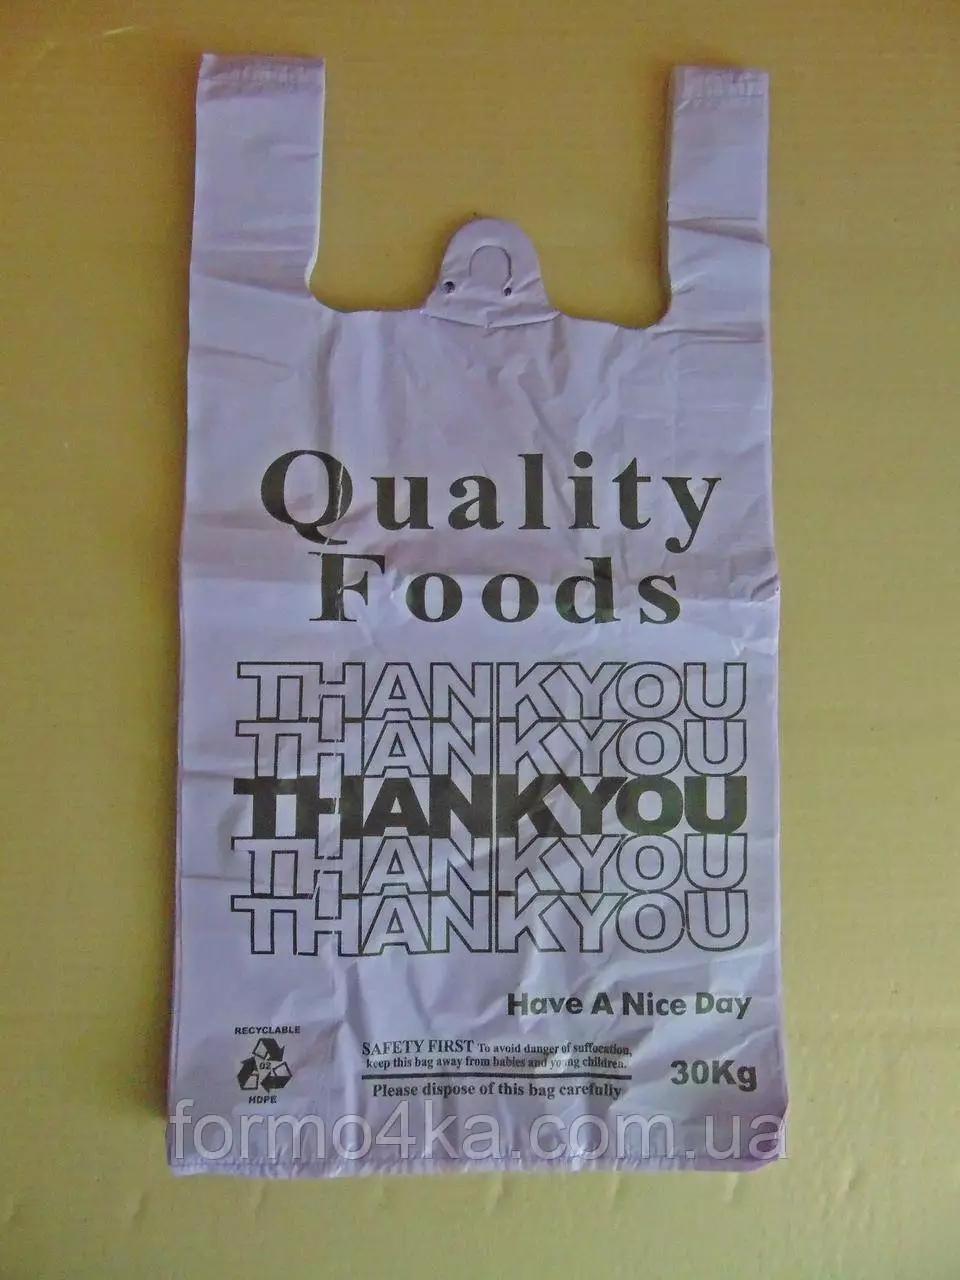 Quality
Foods
THANKYOU
THANKYOU
THANKYOU
THANKYOU
THANKYOU
Have A Nice Day
RECYCLABLE
02
HDPE
SAFETY FIRST To avoid danger of suffocation,
keep this bag away from babies and young children.
Please dispose of this bag carefully
30Kg
formo4ka.com.ua